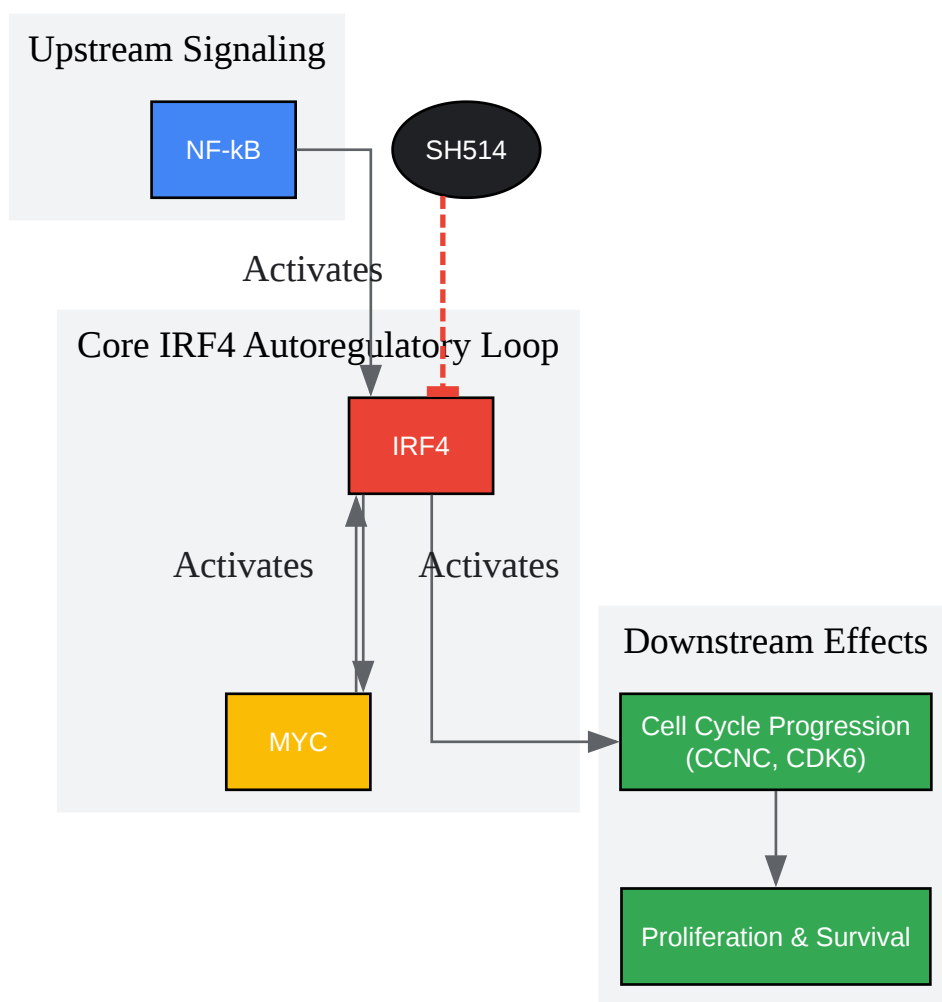 Upstream Signaling
NF-kB
SH514
Activates
Core IRF4 Autoregulatory Loop
IRF4
Activates
Activates
Downstream Effects
MYC
Cell Cycle Progression
(CCNC, CDK6)
Proliferation & Survival